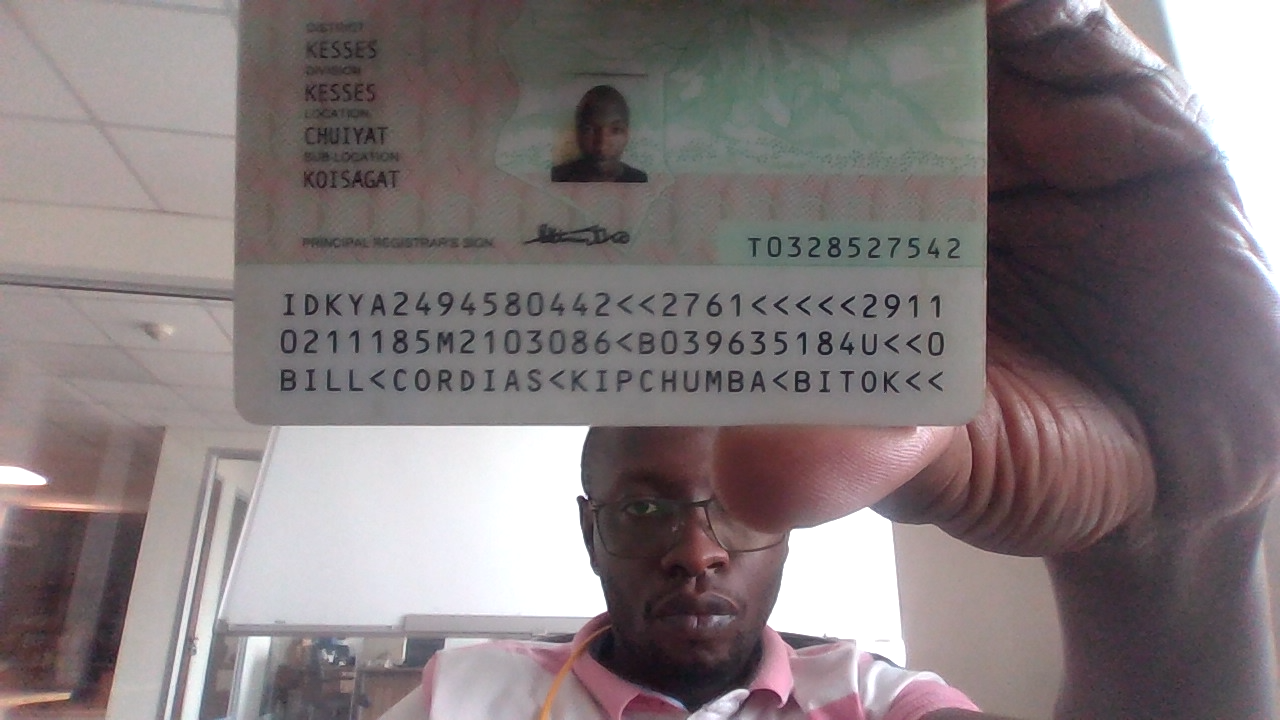 DISTRICT
KESSES
DIVISION
KESSES
LOCATION
CHUIYAT
SUB-LOCATION
KOISAGAT
PRINCIPAL REGISTRAR'S SIGN.
T0328527542
IDKYA2494580442<<2761<<<<<2911
0211185M2103086<B039635184U<<0
BILL<CORDIAS<KIPCHUMBA<BITOK<<